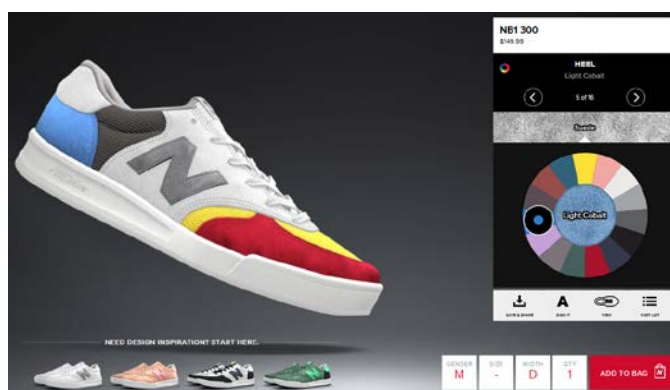 NB1 300
$149.99
HEEL
Light Cobalt
5 of 16
Suede
Light Cobalt
SAVE & SHARE
SIGN IT
VIEW
PART LIST
N
NEED DESIGN INSPIRATION? START HERE.
GENDER
M
SIZE
-
WIDTH
D
QTY
1
ADD TO BAG